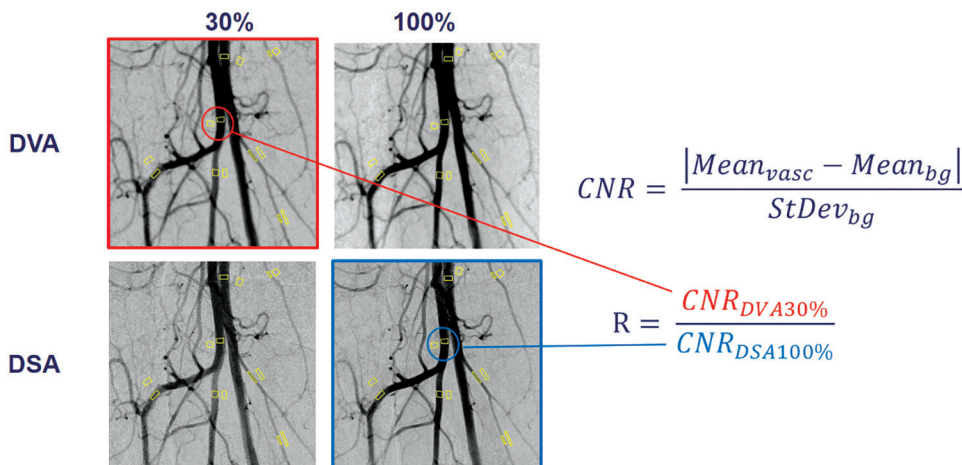 30% 100%
DVA
DSA
CNR = |Mean_vasc − Mean_bg| / StDev_bg
R = CNR_DVA30% / CNR_DSA100%